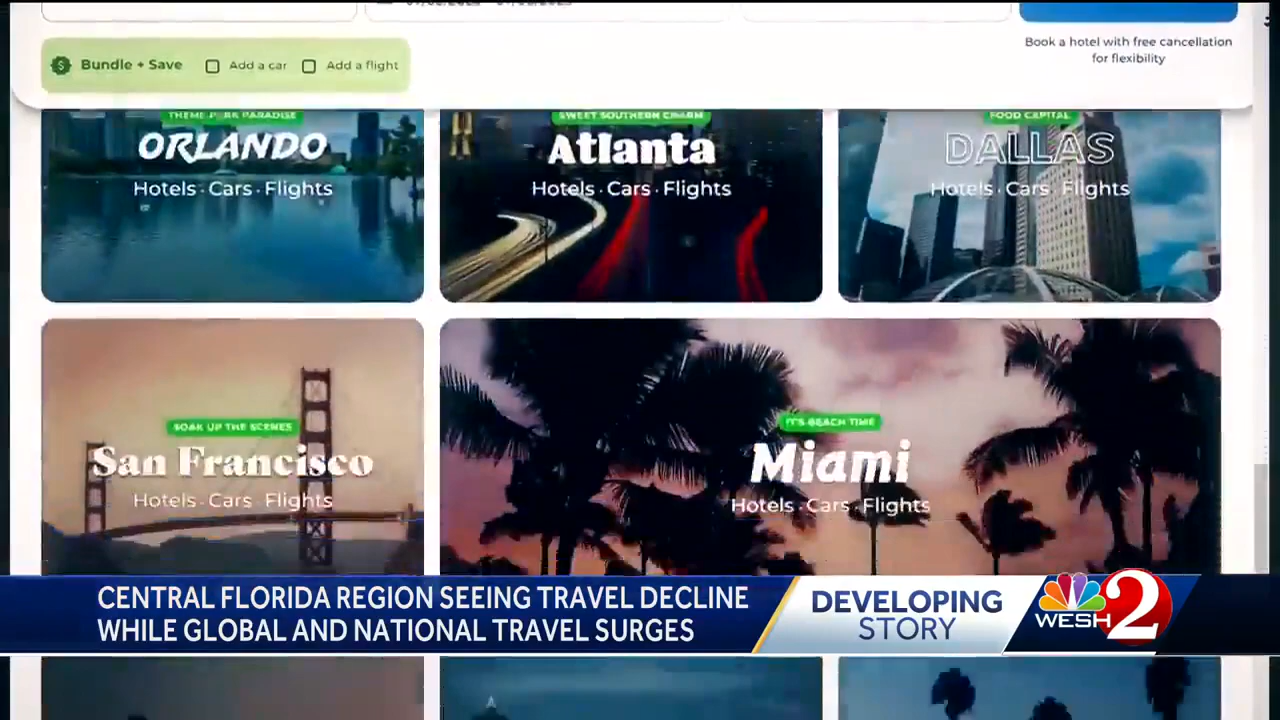 Bundle + Save
Add a car
Add a flight
Book a hotel with free cancellation
for flexibility
THEME PARK PARADISE
ORLANDO
Hotels · Cars · Flights
SWEET SOUTHERN CHARM
Atlanta
Hotels · Cars · Flights
FOOD CAPITAL
DALLAS
Hotels · Cars · Flights
SOAK UP THE SCENES
San Francisco
Hotels · Cars · Flights
IT'S BEACH TIME
Miami
Hotels · Cars · Flights
CENTRAL FLORIDA REGION SEEING TRAVEL DECLINE
WHILE GLOBAL AND NATIONAL TRAVEL SURGES
DEVELOPING
STORY
WESH 2